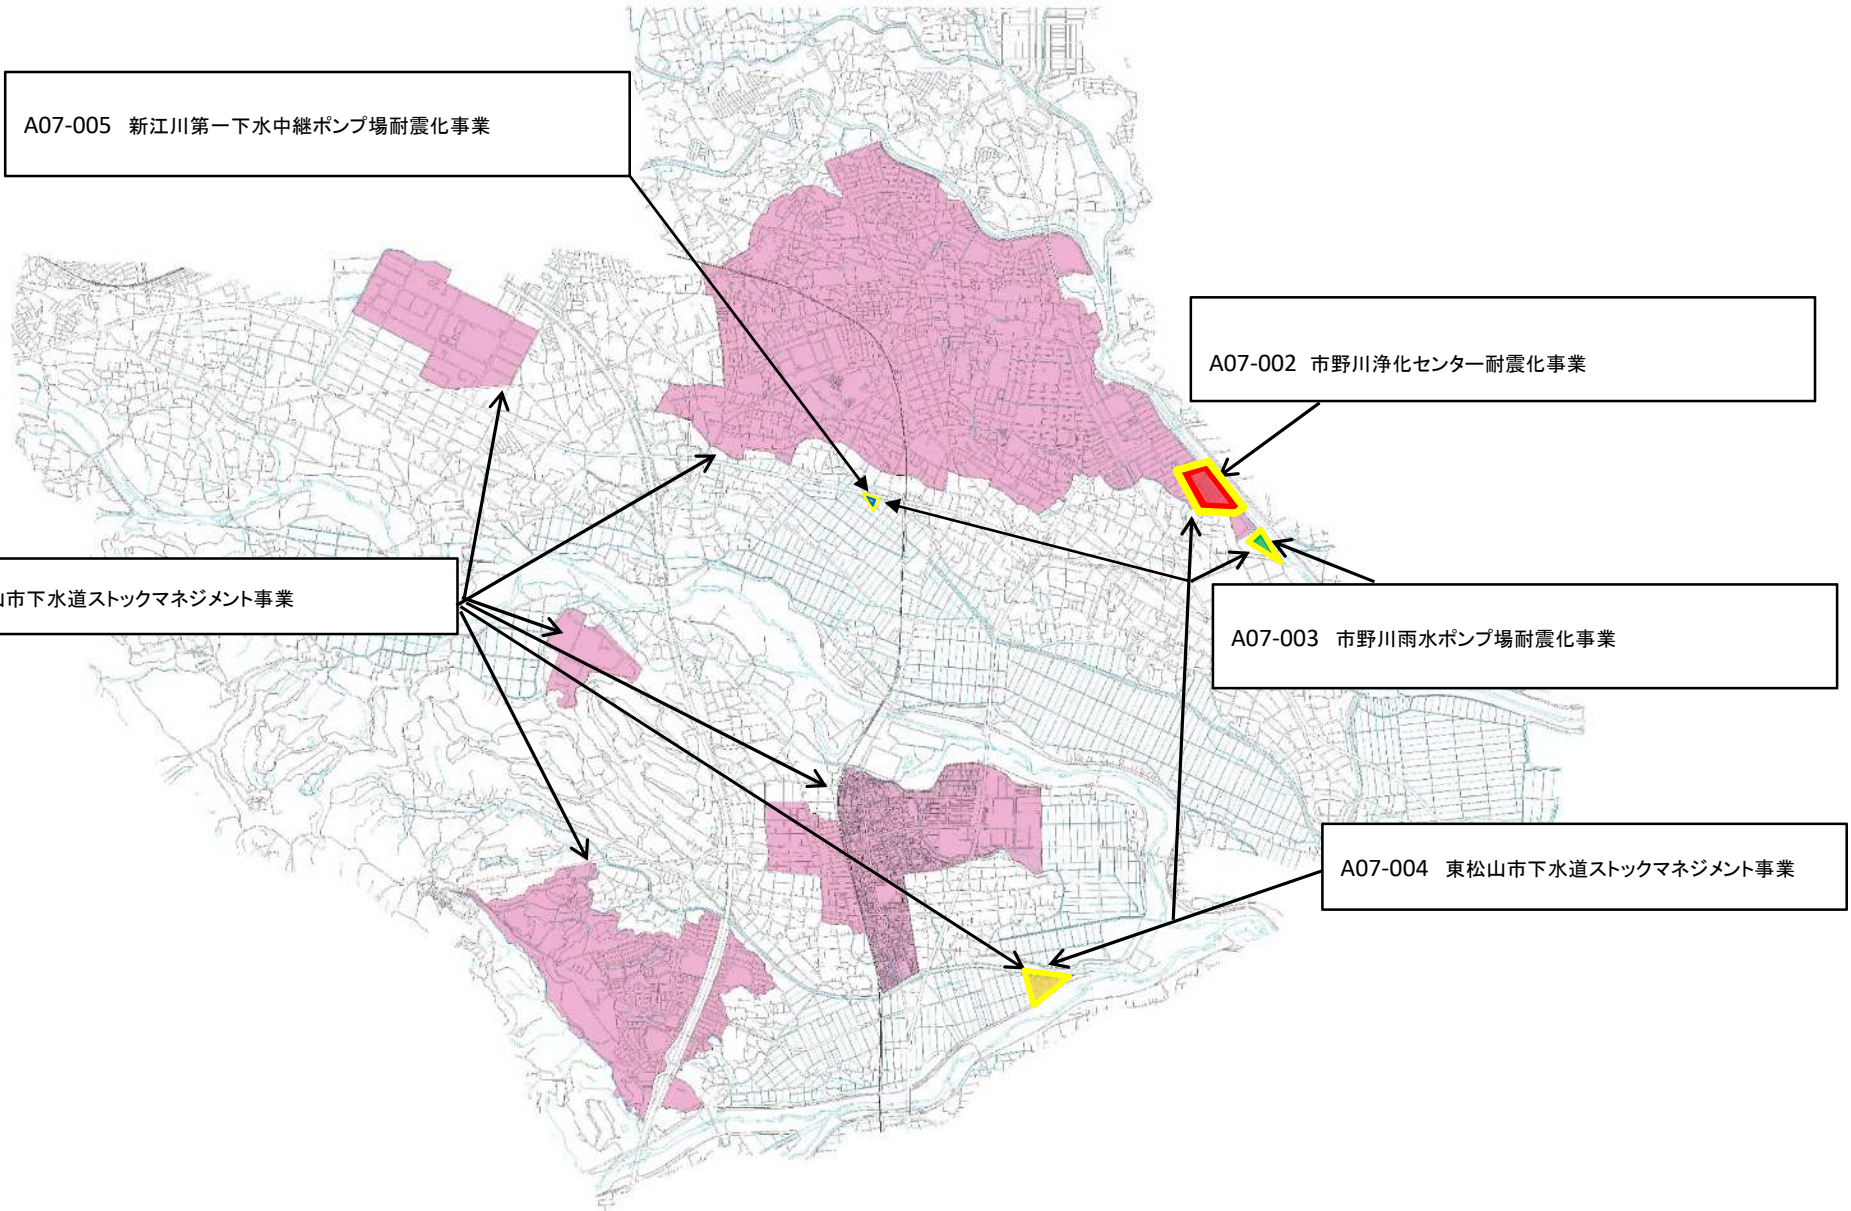 A07-005 新江川第一下水中継ポンプ場耐震化事業
A07-002 市野川浄化センター耐震化事業
山市下水道ストックマネジメント事業
A07-003 市野川雨水ポンプ場耐震化事業
A07-004 東松山市下水道ストックマネジメント事業